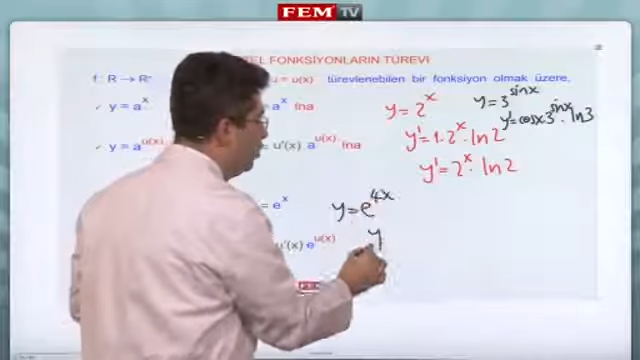 FEM TV
EL FONKSİYONLARIN TÜREVİ
f: R → R⁺ u = u(x) türevlenebilen bir fonksiyon olmak üzere,
✓ y = aˣ = aˣ lna
y = 2ˣ
y = 3^sinx
y' = cosx 3^sinx · ln3
✓ y = a^u(x) = u'(x) a^u(x) lna
y' = 1·2ˣ· ln2
y' = 2ˣ· ln2
= eˣ
y = e^4x
u'(x) e^u(x)
y